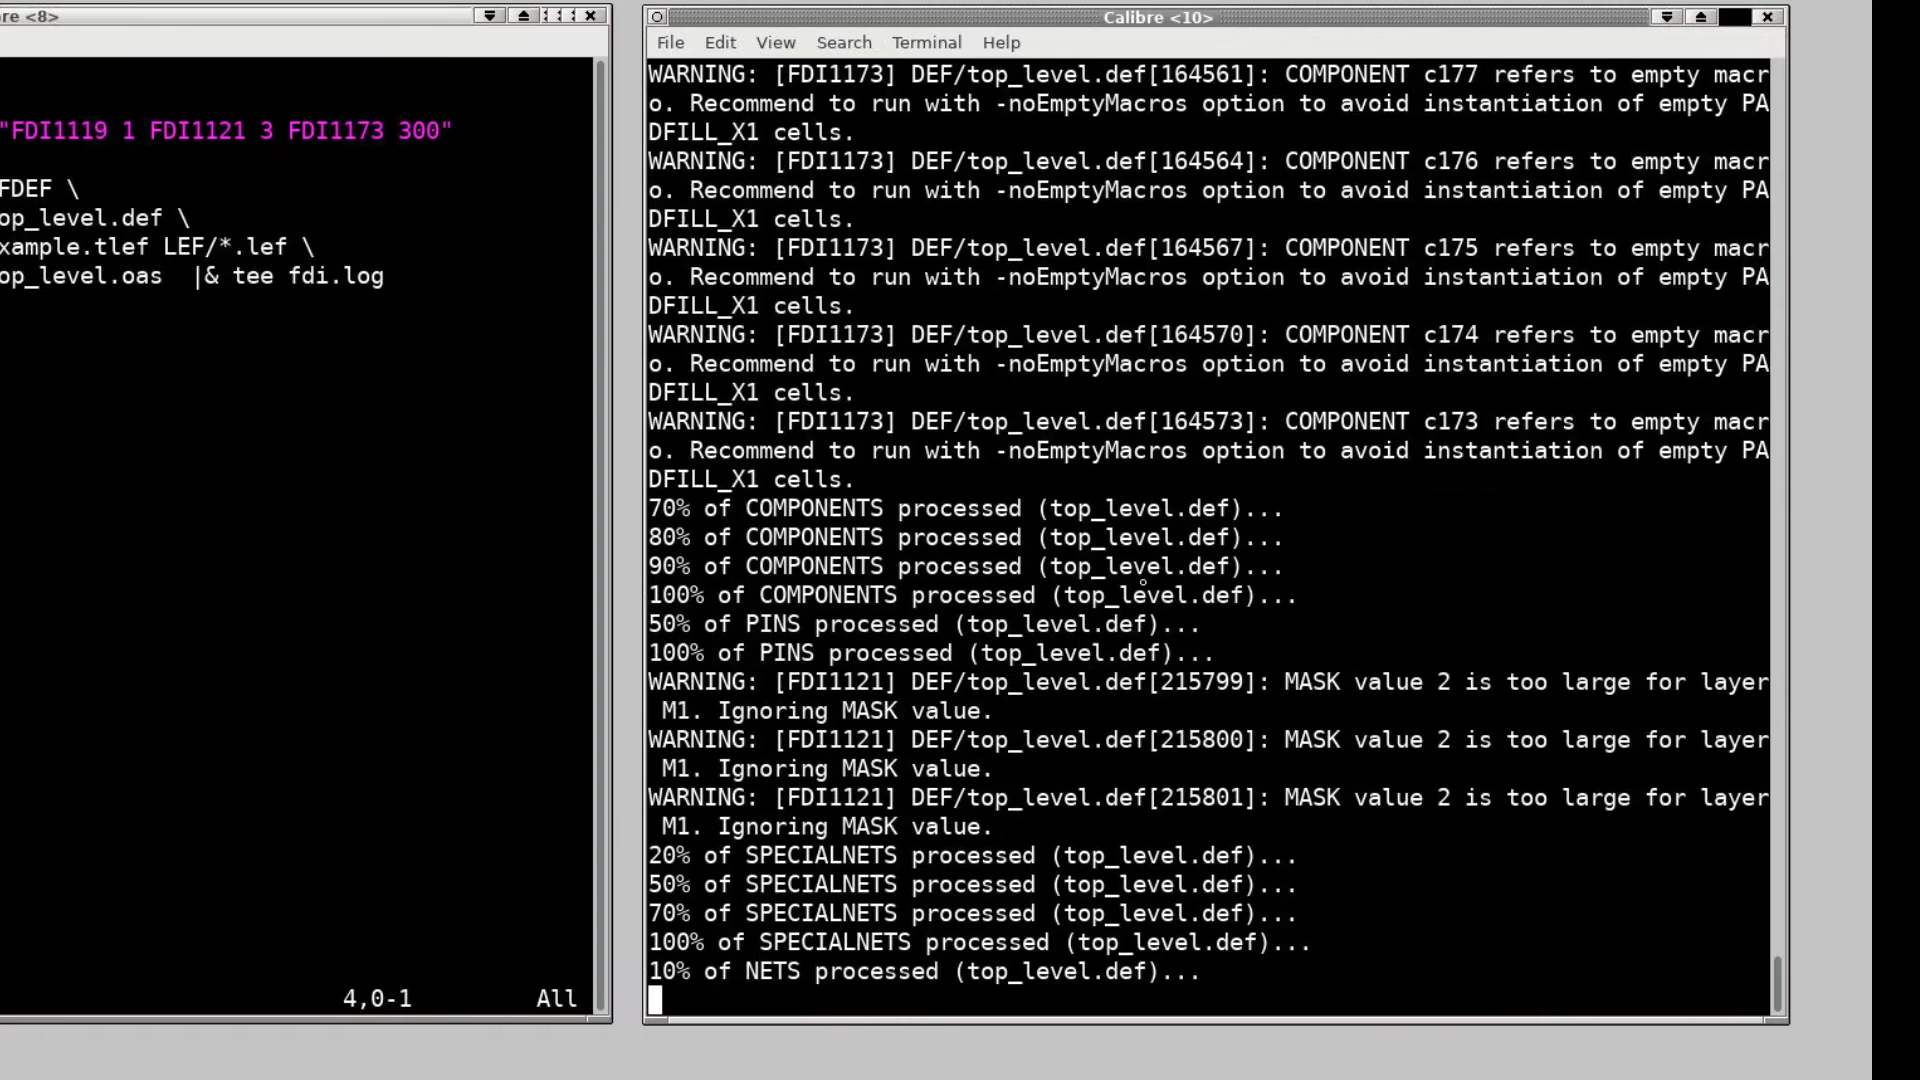 re <8>
"FDI1119 1 FDI1121 3 FDI1173 300"
FDEF \
op_level.def \
xample.tlef LEF/*.lef \
op_level.oas  |& tee fdi.log
4,0-1 All
Calibre <10>
File Edit View Search Terminal Help
WARNING: [FDI1173] DEF/top_level.def[164561]: COMPONENT c177 refers to empty macr
o. Recommend to run with -noEmptyMacros option to avoid instantiation of empty PA
DFILL_X1 cells.
WARNING: [FDI1173] DEF/top_level.def[164564]: COMPONENT c176 refers to empty macr
o. Recommend to run with -noEmptyMacros option to avoid instantiation of empty PA
DFILL_X1 cells.
WARNING: [FDI1173] DEF/top_level.def[164567]: COMPONENT c175 refers to empty macr
o. Recommend to run with -noEmptyMacros option to avoid instantiation of empty PA
DFILL_X1 cells.
WARNING: [FDI1173] DEF/top_level.def[164570]: COMPONENT c174 refers to empty macr
o. Recommend to run with -noEmptyMacros option to avoid instantiation of empty PA
DFILL_X1 cells.
WARNING: [FDI1173] DEF/top_level.def[164573]: COMPONENT c173 refers to empty macr
o. Recommend to run with -noEmptyMacros option to avoid instantiation of empty PA
DFILL_X1 cells.
70% of COMPONENTS processed (top_level.def)...
80% of COMPONENTS processed (top_level.def)...
90% of COMPONENTS processed (top_level.def)...
100% of COMPONENTS processed (top_level.def)...
50% of PINS processed (top_level.def)...
100% of PINS processed (top_level.def)...
WARNING: [FDI1121] DEF/top_level.def[215799]: MASK value 2 is too large for layer
 M1. Ignoring MASK value.
WARNING: [FDI1121] DEF/top_level.def[215800]: MASK value 2 is too large for layer
 M1. Ignoring MASK value.
WARNING: [FDI1121] DEF/top_level.def[215801]: MASK value 2 is too large for layer
 M1. Ignoring MASK value.
20% of SPECIALNETS processed (top_level.def)...
50% of SPECIALNETS processed (top_level.def)...
70% of SPECIALNETS processed (top_level.def)...
100% of SPECIALNETS processed (top_level.def)...
10% of NETS processed (top_level.def)...